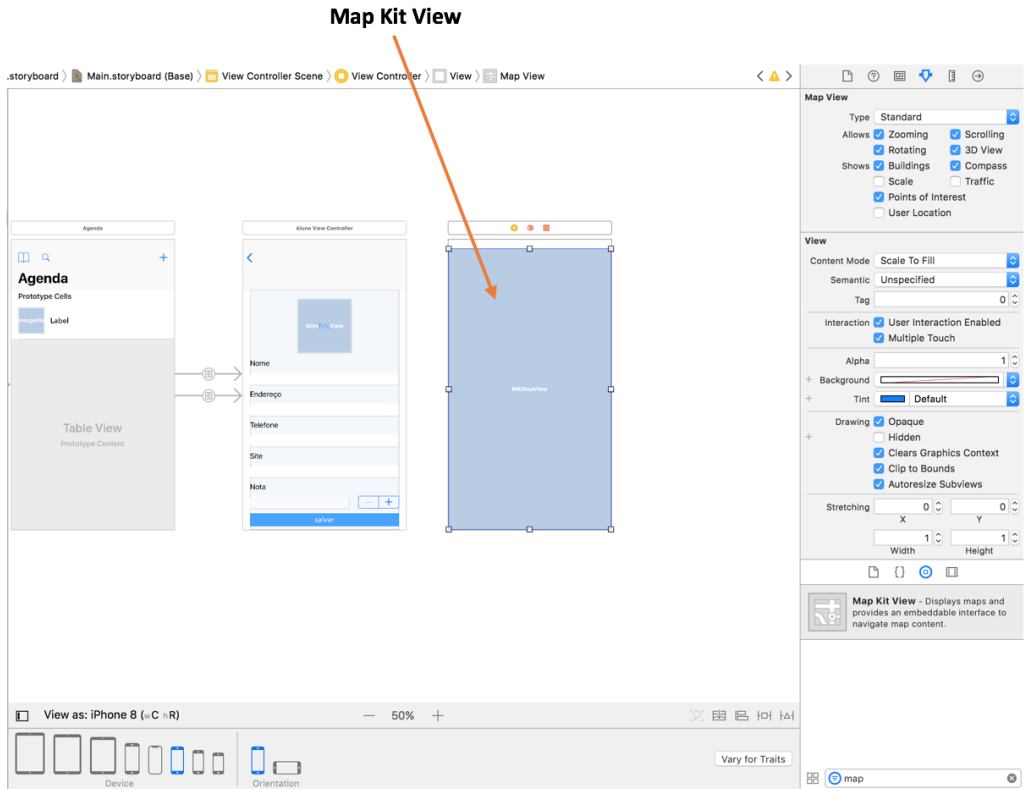 Map Kit View
.storyboard Main.storyboard (Base) View Controller Scene View Controller View Map View
Map View
Type Standard
Allows Zooming Scrolling
Rotating 3D View
Shows Buildings Compass
Scale Traffic
Points of Interest
User Location
View
Content Mode Scale To Fill
Semantic Unspecified
Tag 0
Interaction User Interaction Enabled
Multiple Touch
Alpha 1
+ Background
+ Tint Default
Drawing Opaque
+ Hidden
Clears Graphics Context
Clip to Bounds
Autoresize Subviews
Stretching 0 0
X Y
1 1
Width Height
Map Kit View - Displays maps and
provides an embeddable interface to
navigate map content.
map
Agenda
+
Agenda
Prototype Cells
Label
Table View
Prototype Content
Aluno View Controller
Nome
Endereço
Telefone
Site
Nota
− +
salvar
MKMapView
View as: iPhone 8 (wC hR)
— 50% +
Device
Orientation
Vary for Traits